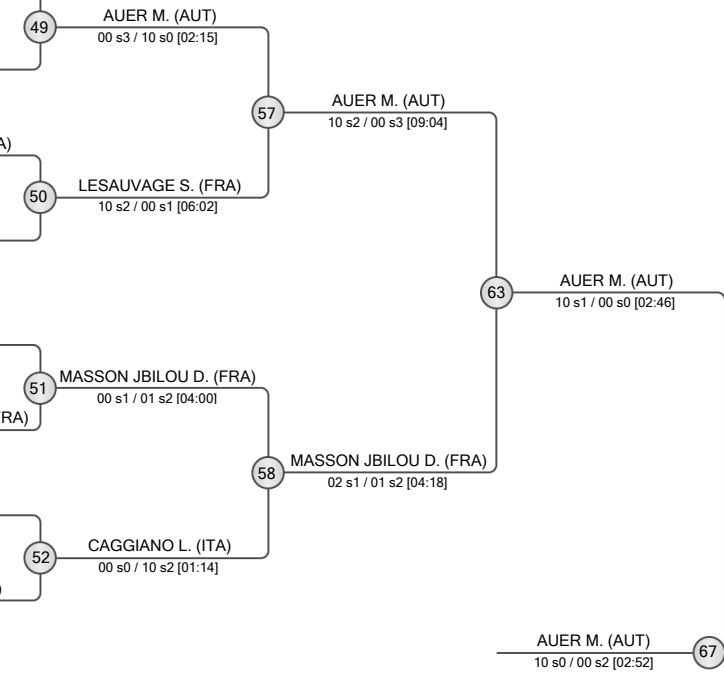 49
AUER M. (AUT)
00 s3 / 10 s0 [02:15]
57
AUER M. (AUT)
10 s2 / 00 s3 [09:04]
A)
50
LESAUVAGE S. (FRA)
10 s2 / 00 s1 [06:02]
63
AUER M. (AUT)
10 s1 / 00 s0 [02:46]
51
MASSON JBILOU D. (FRA)
00 s1 / 01 s2 [04:00]
RA)
58
MASSON JBILOU D. (FRA)
02 s1 / 01 s2 [04:18]
52
CAGGIANO L. (ITA)
00 s0 / 10 s2 [01:14]
)
AUER M. (AUT)
10 s0 / 00 s2 [02:52]
67